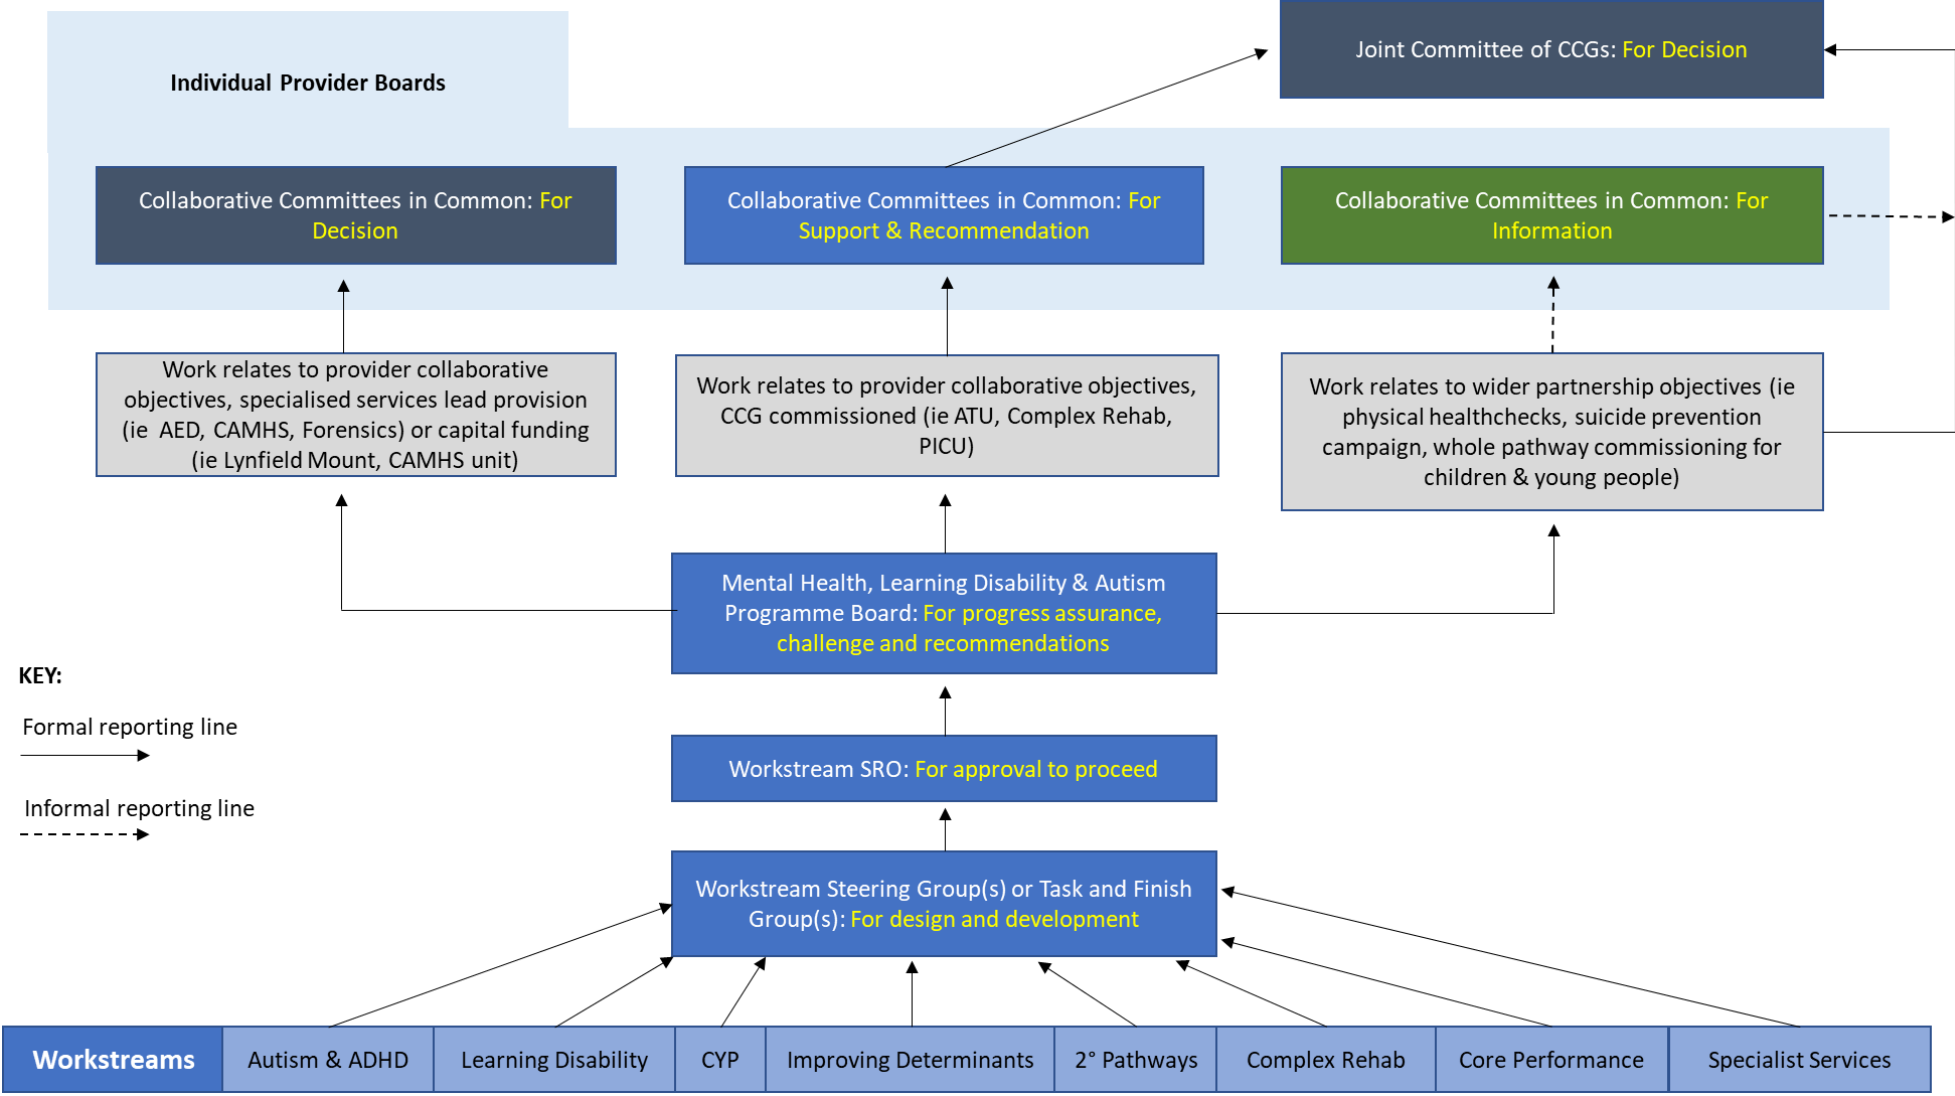 Individual Provider Boards
Joint Committee of CCGs: For Decision
Collaborative Committees in Common: For
Decision
Collaborative Committees in Common: For
Support & Recommendation
Collaborative Committees in Common: For
Information
Work relates to provider collaborative
objectives, specialised services lead provision
(ie AED, CAMHS, Forensics) or capital funding
(ie Lynfield Mount, CAMHS unit)
Work relates to provider collaborative objectives,
CCG commissioned (ie ATU, Complex Rehab,
PICU)
Work relates to wider partnership objectives (ie
physical healthchecks, suicide prevention
campaign, whole pathway commissioning for
children & young people)
Mental Health, Learning Disability & Autism
Programme Board: For progress assurance,
challenge and recommendations
KEY:
Formal reporting line
Informal reporting line
Workstream SRO: For approval to proceed
Workstream Steering Group(s) or Task and Finish
Group(s): For design and development
Workstreams
Autism & ADHD
Learning Disability
CYP
Improving Determinants
2° Pathways
Complex Rehab
Core Performance
Specialist Services